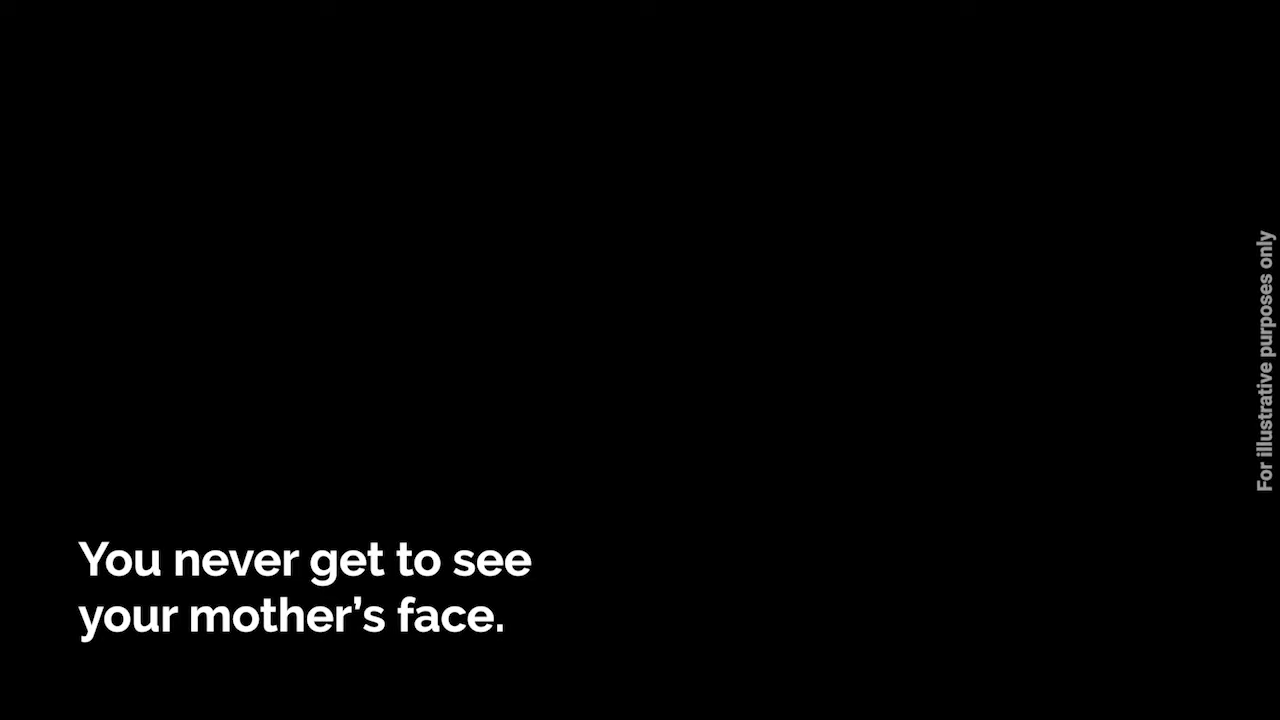 You never get to see
your mother's face.
For illustrative purposes only